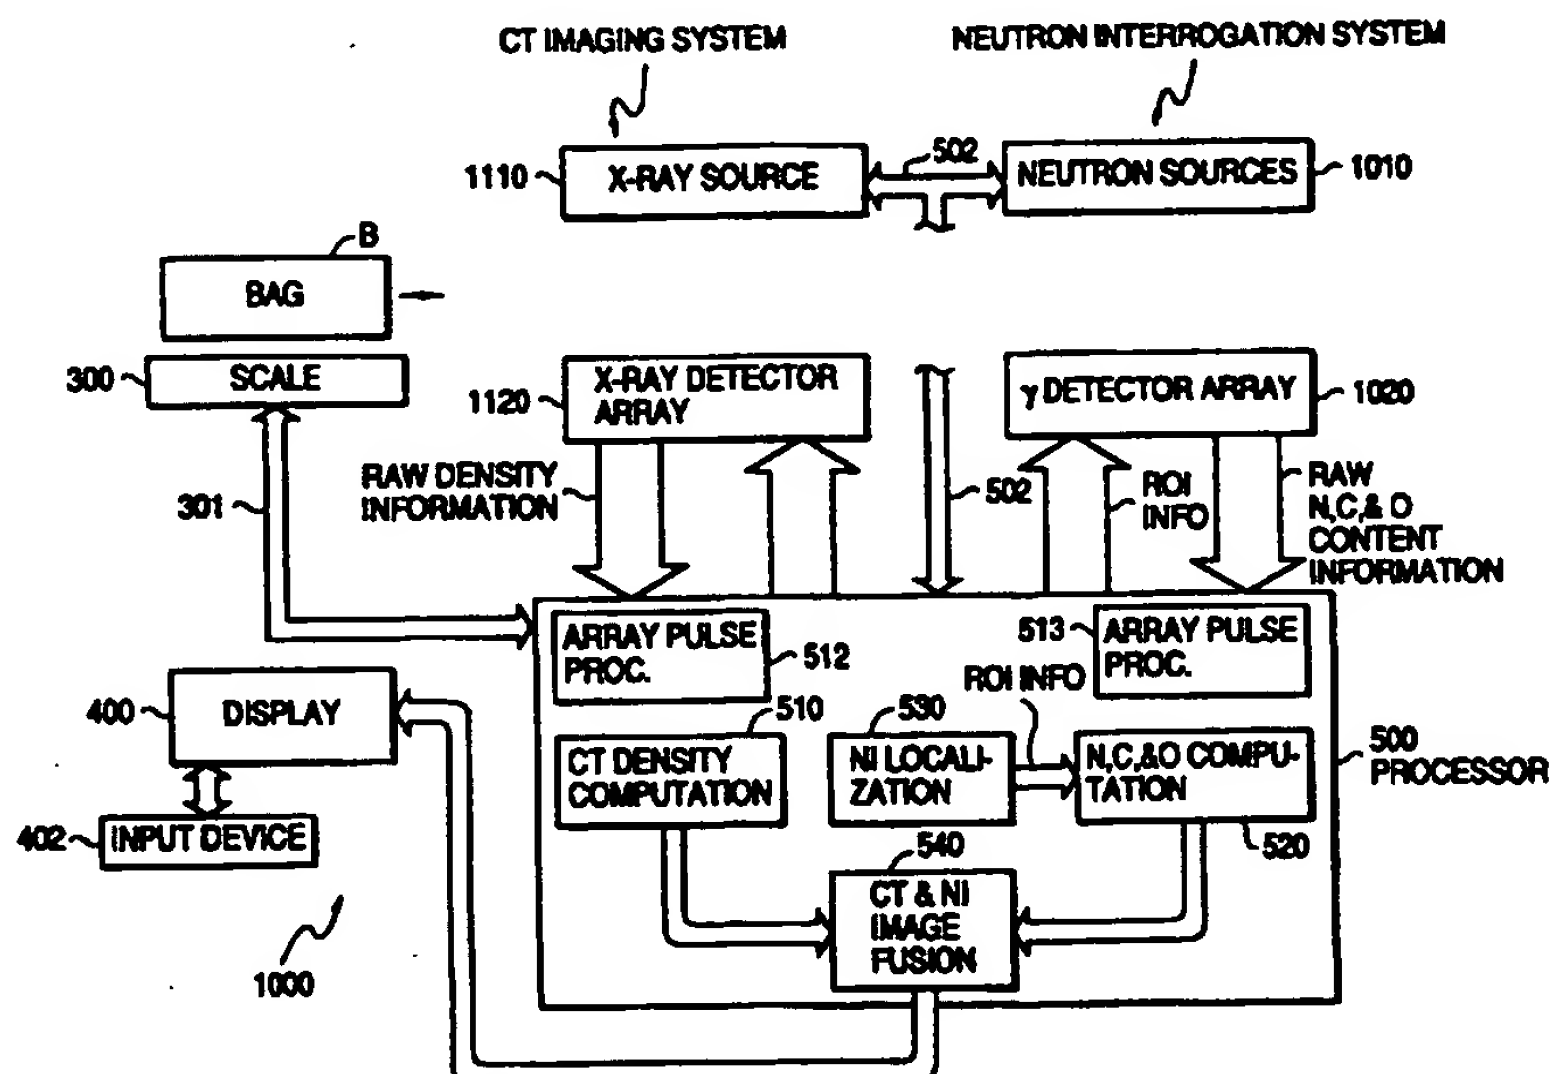 CT IMAGING SYSTEM
NEUTRON INTERROGATION SYSTEM
1110
X-RAY SOURCE
502
NEUTRON SOURCES
1010
B
BAG
300
SCALE
1120
X-RAY DETECTOR
ARRAY
γ DETECTOR ARRAY
1020
301
RAW DENSITY
INFORMATION
502
ROI
INFO
RAW
N,C,& O
CONTENT
INFORMATION
ARRAY PULSE
PROC.
512
513
ARRAY PULSE
PROC.
ROI INFO
400
DISPLAY
510
CT DENSITY
COMPUTATION
530
NI LOCALI-
ZATION
N,C,&O COMPU-
TATION
500
PROCESSOR
402
INPUT DEVICE
520
540
CT & NI
IMAGE
FUSION
1000